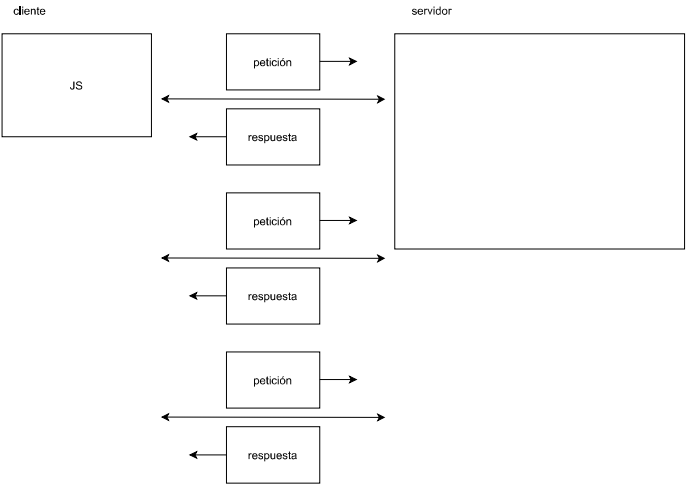 cliente
servidor
petición
JS
respuesta
petición
respuesta
petición
respuesta